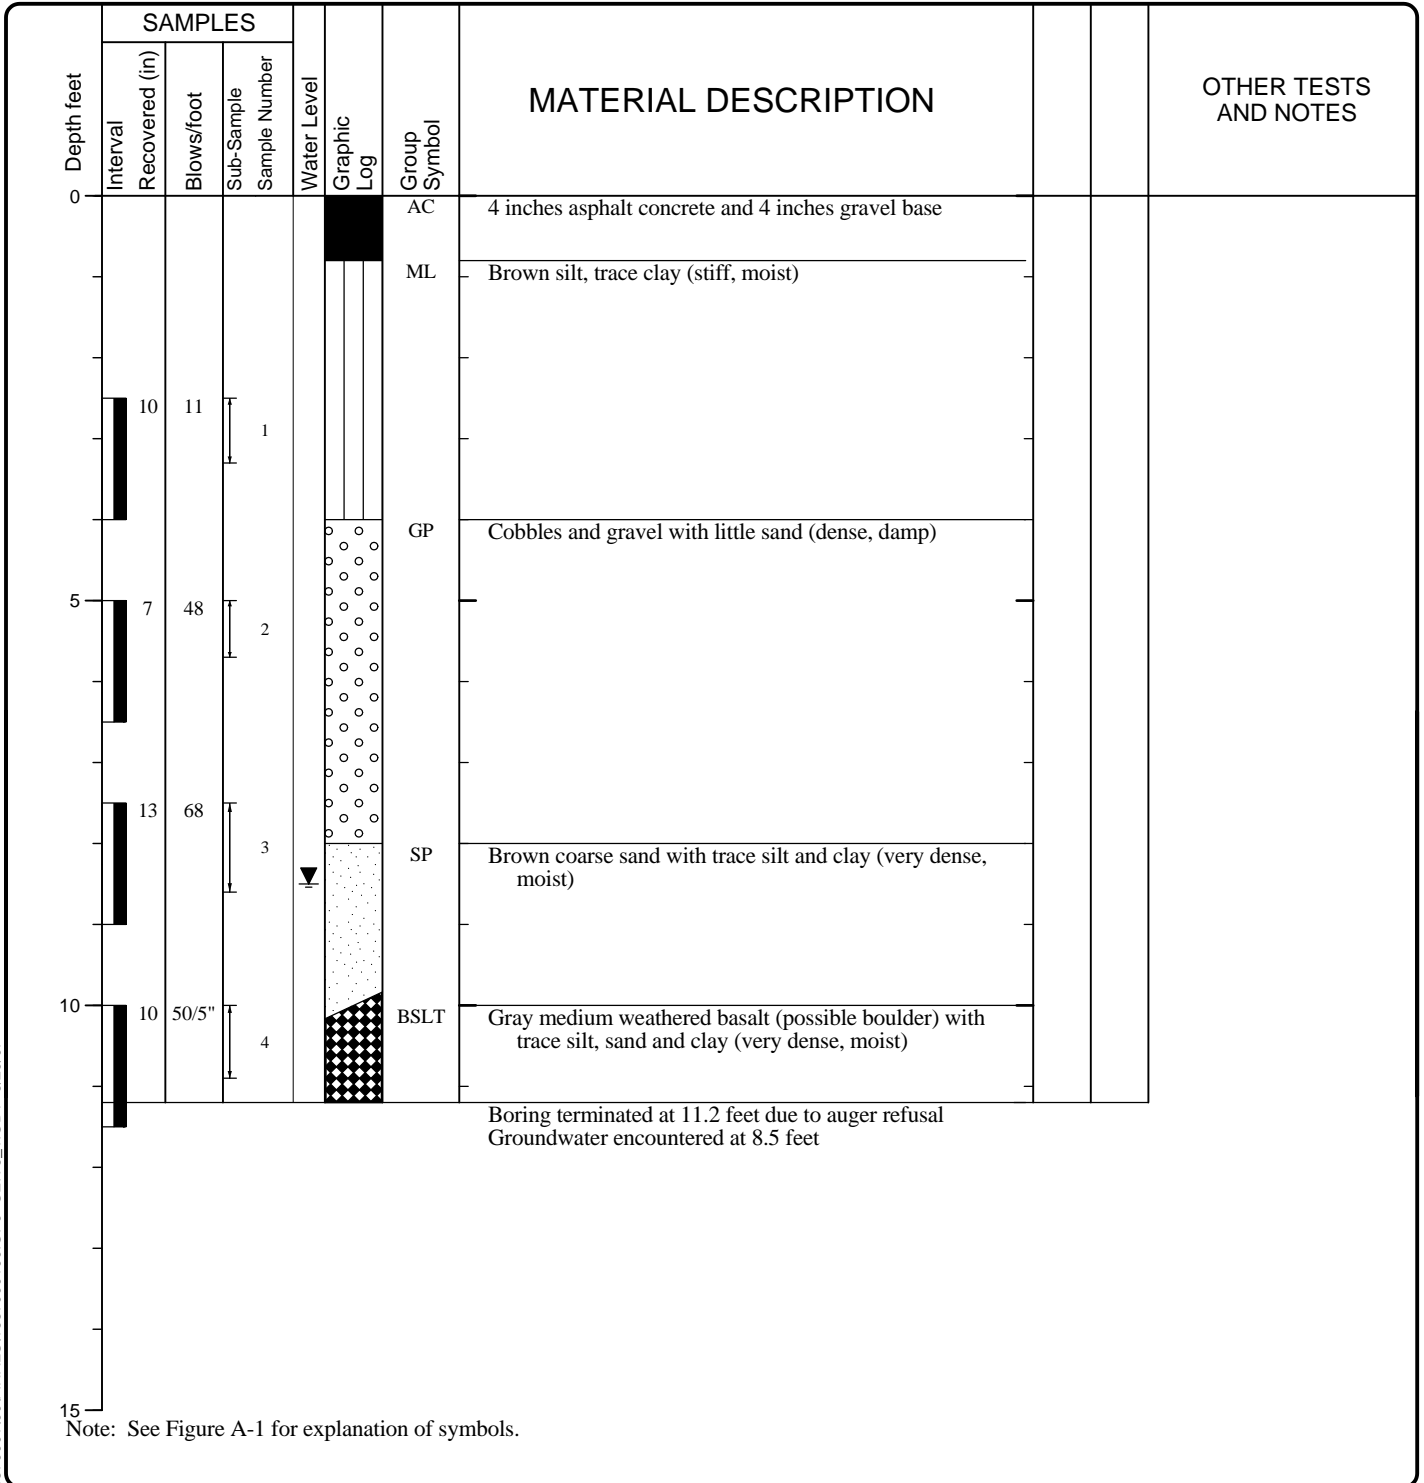 SAMPLES
Depth feet
Interval
Recovered (in)
Blows/foot
Sub-Sample
Sample Number
Water Level
Graphic
Log
Group
Symbol
MATERIAL DESCRIPTION
OTHER TESTS
AND NOTES
0
AC 4 inches asphalt concrete and 4 inches gravel base
ML Brown silt, trace clay (stiff, moist)
10 11
1
GP Cobbles and gravel with little sand (dense, damp)
5 7 48
2
13 68
3
SP Brown coarse sand with trace silt and clay (very dense,
moist)
10 10 50/5"
4
BSLT Gray medium weathered basalt (possible boulder) with
trace silt, sand and clay (very dense, moist)
Boring terminated at 11.2 feet due to auger refusal
Groundwater encountered at 8.5 feet
15
Note: See Figure A-1 for explanation of symbols.